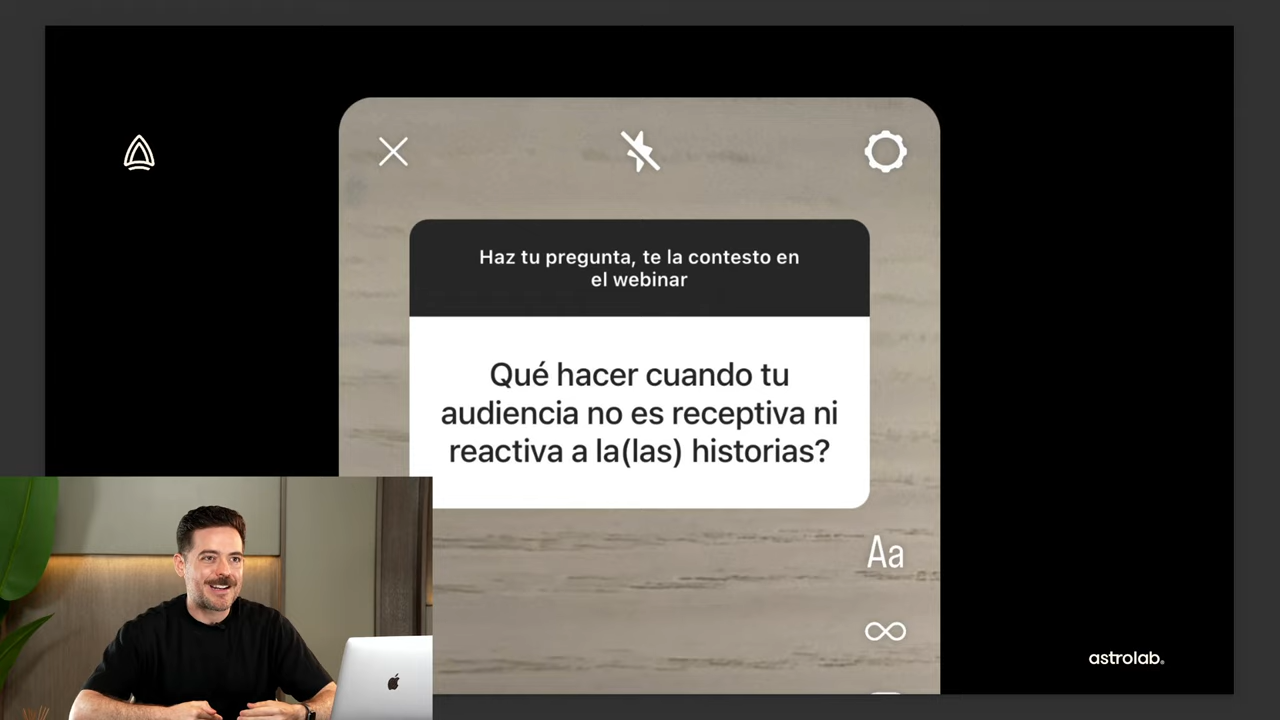 Haz tu pregunta, te la contesto en
el webinar
Qué hacer cuando tu
audiencia no es receptiva ni
reactiva a la(las) historias?
Aa
astrolab.